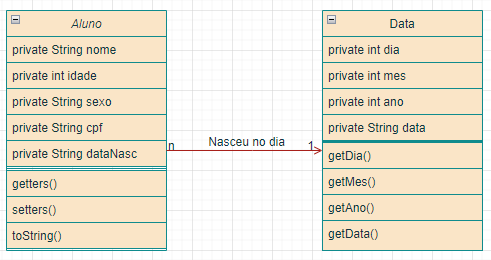 Aluno
private String nome
private int idade
private String sexo
private String cpf
private String dataNasc
getters()
setters()
toString()
n
Nasceu no dia
1
Data
private int dia
private int mes
private int ano
private String data
getDia()
getMes()
getAno()
getData()